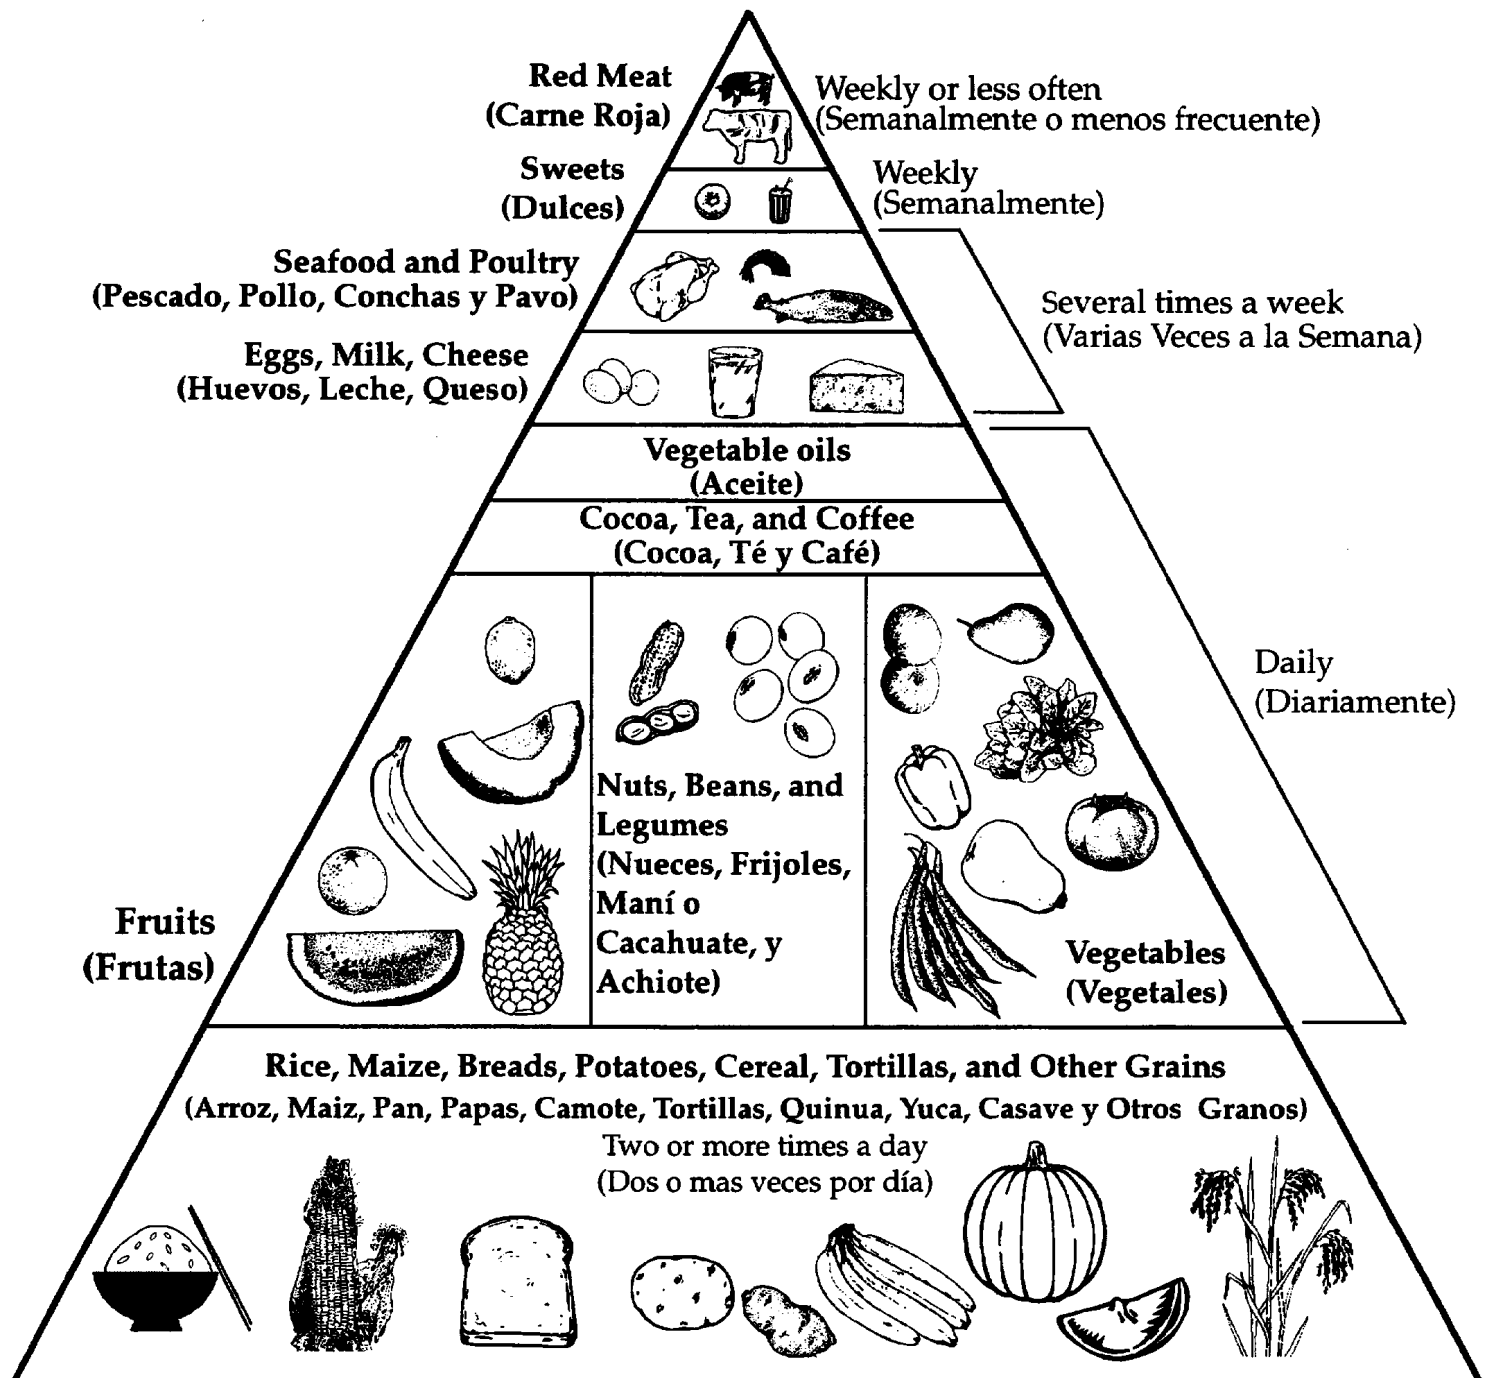 Red Meat
(Carne Roja)
Weekly or less often
(Semanalmente o menos frecuente)
Sweets
(Dulces)
Weekly
(Semanalmente)
Seafood and Poultry
(Pescado, Pollo, Conchas y Pavo)
Several times a week
(Varias Veces a la Semana)
Eggs, Milk, Cheese
(Huevos, Leche, Queso)
Vegetable oils
(Aceite)
Cocoa, Tea, and Coffee
(Cocoa, Té y Café)
Daily
(Diariamente)
Fruits
(Frutas)
Nuts, Beans, and
Legumes
(Nueces, Frijoles,
Maní o
Cacahuate, y
Achiote)
Vegetables
(Vegetales)
Rice, Maize, Breads, Potatoes, Cereal, Tortillas, and Other Grains
(Arroz, Maiz, Pan, Papas, Camote, Tortillas, Quinua, Yuca, Casave y Otros Granos)
Two or more times a day
(Dos o mas veces por día)